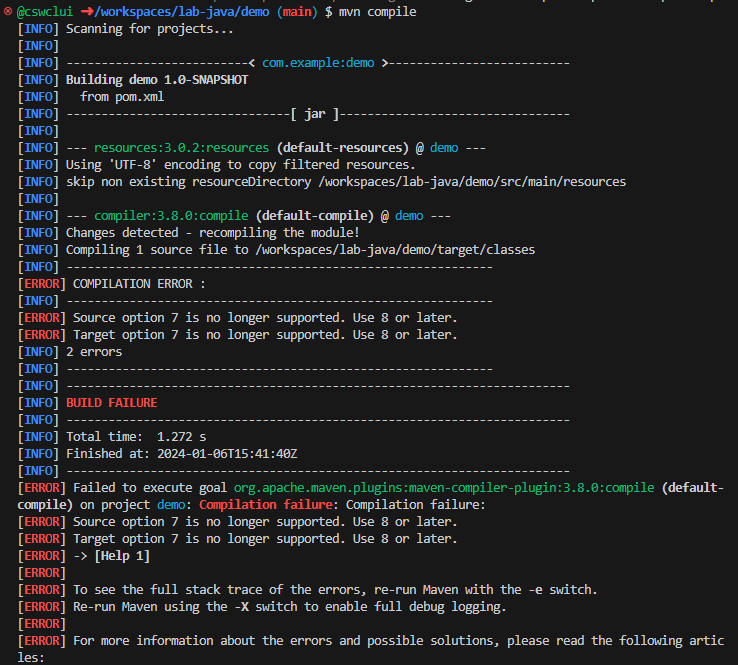 @cswclui ➜/workspaces/lab-java/demo (main) $ mvn compile
[INFO] Scanning for projects...
[INFO]
[INFO] --------------------------< com.example:demo >--------------------------
[INFO] Building demo 1.0-SNAPSHOT
[INFO]   from pom.xml
[INFO] --------------------------------[ jar ]---------------------------------
[INFO]
[INFO] --- resources:3.0.2:resources (default-resources) @ demo ---
[INFO] Using 'UTF-8' encoding to copy filtered resources.
[INFO] skip non existing resourceDirectory /workspaces/lab-java/demo/src/main/resources
[INFO]
[INFO] --- compiler:3.8.0:compile (default-compile) @ demo ---
[INFO] Changes detected - recompiling the module!
[INFO] Compiling 1 source file to /workspaces/lab-java/demo/target/classes
[INFO] -------------------------------------------------------------
[ERROR] COMPILATION ERROR :
[INFO] -------------------------------------------------------------
[ERROR] Source option 7 is no longer supported. Use 8 or later.
[ERROR] Target option 7 is no longer supported. Use 8 or later.
[INFO] 2 errors
[INFO] -------------------------------------------------------------
[INFO] ------------------------------------------------------------------------
[INFO] BUILD FAILURE
[INFO] ------------------------------------------------------------------------
[INFO] Total time:  1.272 s
[INFO] Finished at: 2024-01-06T15:41:40Z
[INFO] ------------------------------------------------------------------------
[ERROR] Failed to execute goal org.apache.maven.plugins:maven-compiler-plugin:3.8.0:compile (default-
compile) on project demo: Compilation failure: Compilation failure:
[ERROR] Source option 7 is no longer supported. Use 8 or later.
[ERROR] Target option 7 is no longer supported. Use 8 or later.
[ERROR] -> [Help 1]
[ERROR]
[ERROR] To see the full stack trace of the errors, re-run Maven with the -e switch.
[ERROR] Re-run Maven using the -X switch to enable full debug logging.
[ERROR]
[ERROR] For more information about the errors and possible solutions, please read the following artic
les: